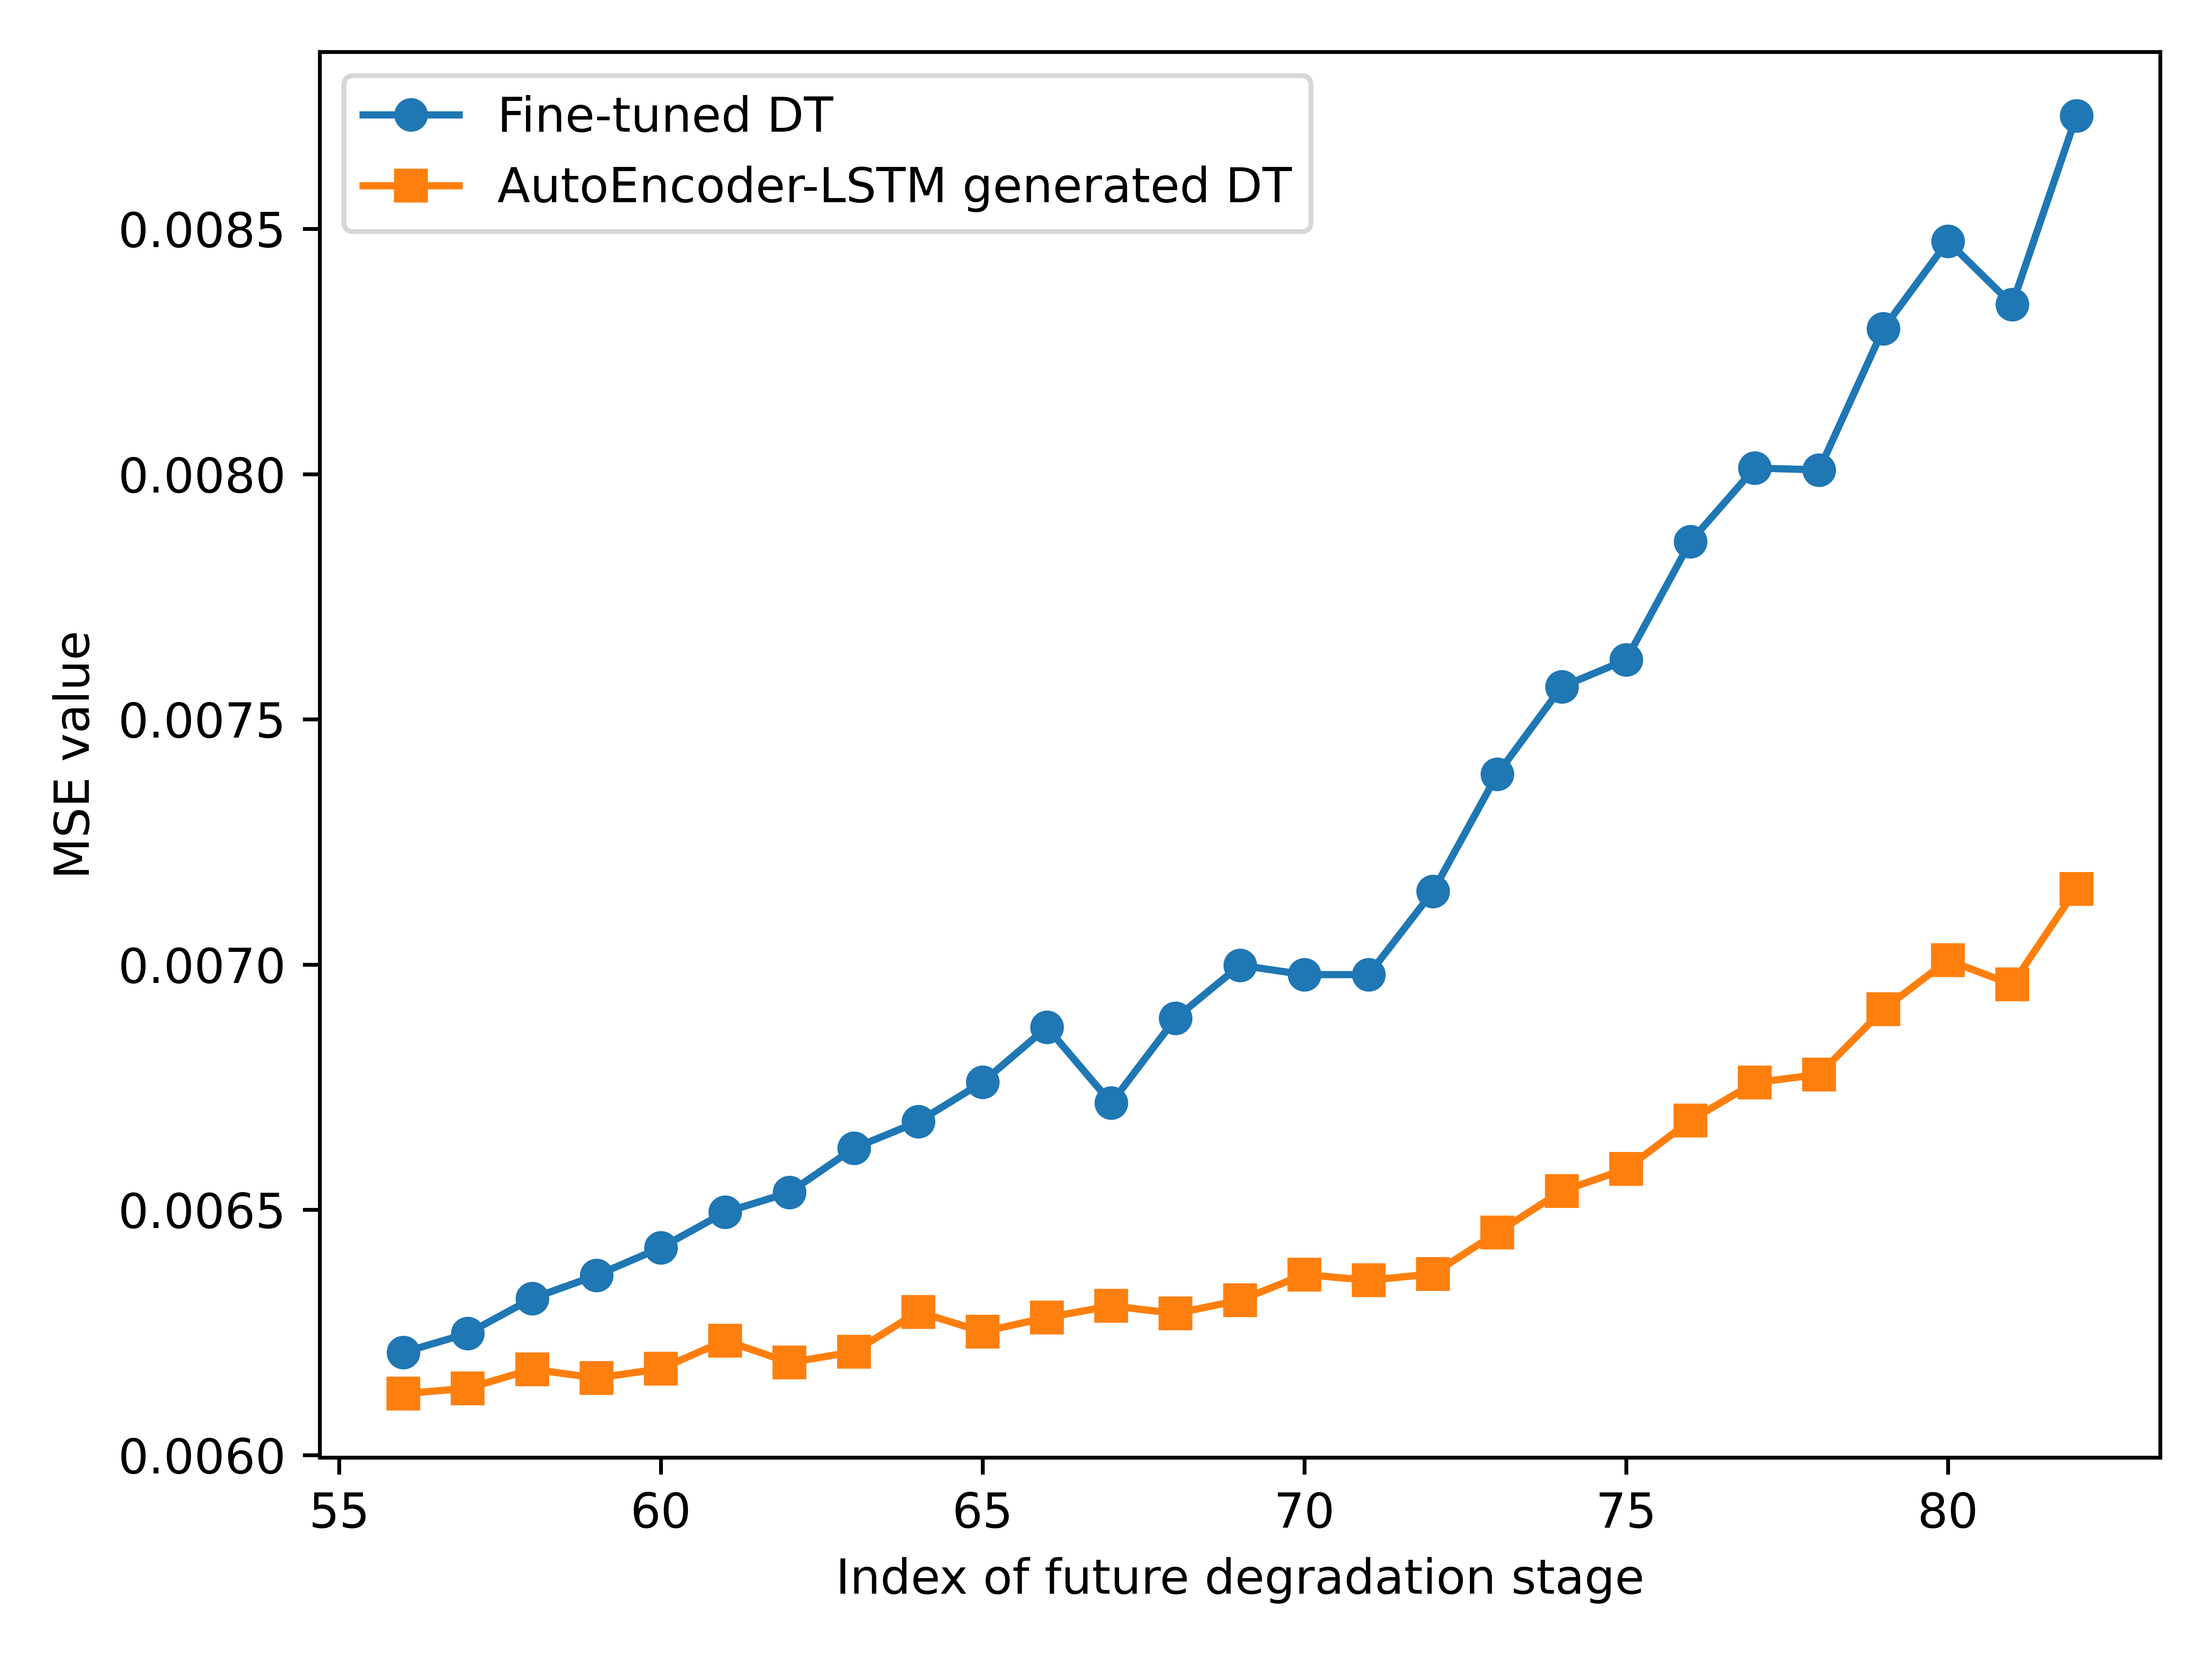 Fine-tuned DT
AutoEncoder-LSTM generated DT
0.0085
0.0080
0.0075
0.0070
0.0065
0.0060
MSE value
55 60 65 70 75 80
Index of future degradation stage